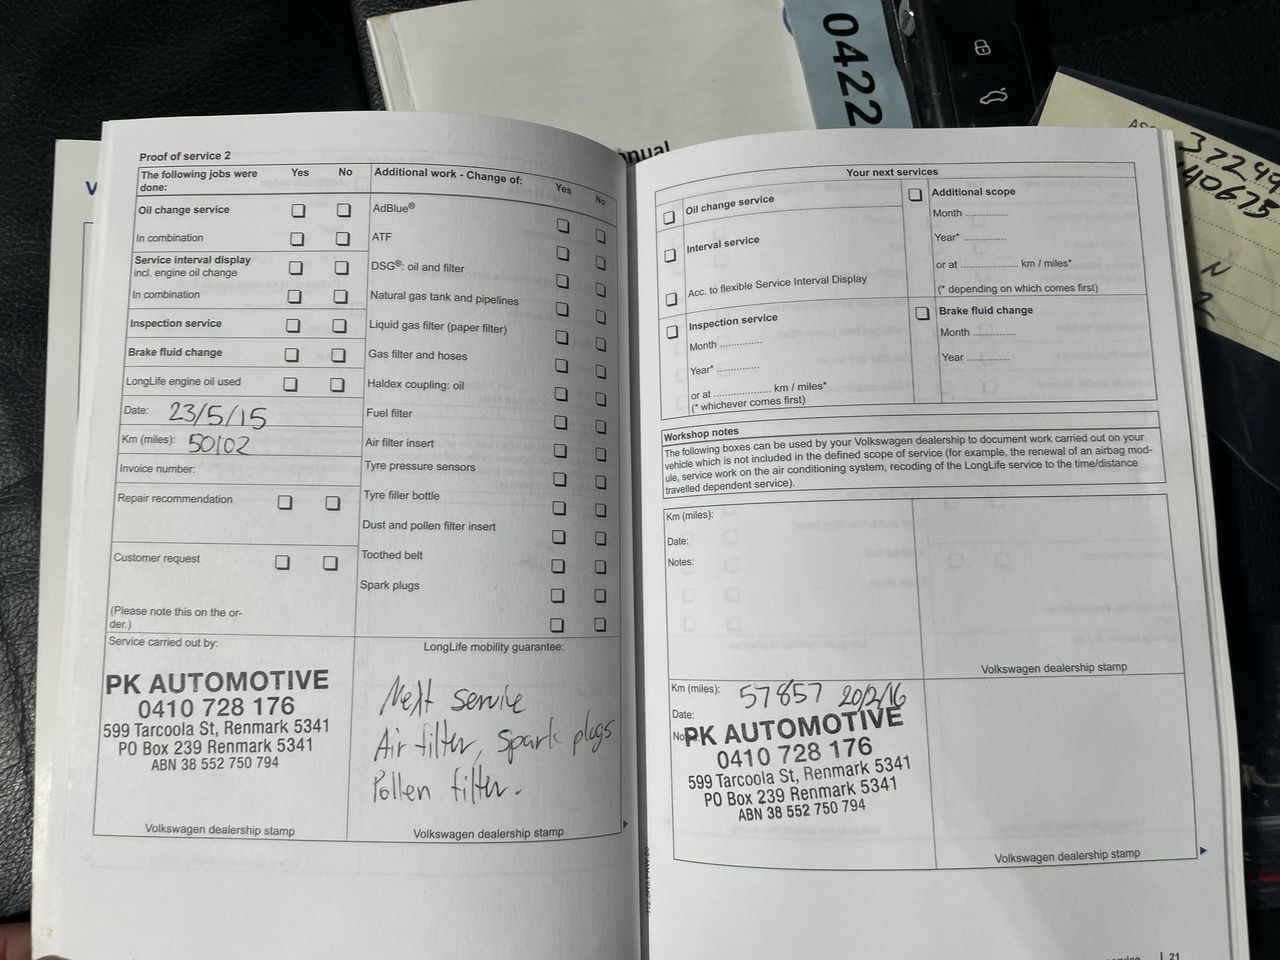 0422
anual
3724
40675
N
2
V
Proof of service 2
The following jobs were done:
Yes
No
Oil change service
In combination
Service interval display
incl. engine oil change
In combination
Inspection service
Brake fluid change
LongLife engine oil used
Date: 23/5/15
Km (miles): 50102
Invoice number:
Repair recommendation
Customer request
(Please note this on the or-
der.)
Additional work - Change of:
Yes
No
AdBlue®
ATF
DSG®: oil and filter
Natural gas tank and pipelines
Liquid gas filter (paper filter)
Gas filter and hoses
Haldex coupling: oil
Fuel filter
Air filter insert
Tyre pressure sensors
Tyre filler bottle
Dust and pollen filter insert
Toothed belt
Spark plugs
Service carried out by:
PK AUTOMOTIVE
0410 728 176
599 Tarcoola St, Renmark 5341
PO Box 239 Renmark 5341
ABN 38 552 750 794
Volkswagen dealership stamp
LongLife mobility guarantee:
Next service
Air filter, spark plugs
Pollen filter.
Volkswagen dealership stamp
Your next services
Oil change service
Interval service
Acc. to flexible Service Interval Display
Inspection service
Month ..............
Year* ..............
or at ................... km / miles*
(* whichever comes first)
Additional scope
Month ..............
Year* ..............
or at ................... km / miles*
(* depending on which comes first)
Brake fluid change
Month ..............
Year ..............
Workshop notes
The following boxes can be used by your Volkswagen dealership to document work carried out on your
vehicle which is not included in the defined scope of service (for example, the renewal of an airbag mod-
ule, service work on the air conditioning system, recoding of the LongLife service to the time/distance
travelled dependent service).
Km (miles):
Date:
Notes:
Volkswagen dealership stamp
Km (miles): 57857 20/2/16
Date:
No
PK AUTOMOTIVE
0410 728 176
599 Tarcoola St, Renmark 5341
PO Box 239 Renmark 5341
ABN 38 552 750 794
Volkswagen dealership stamp
service | 21